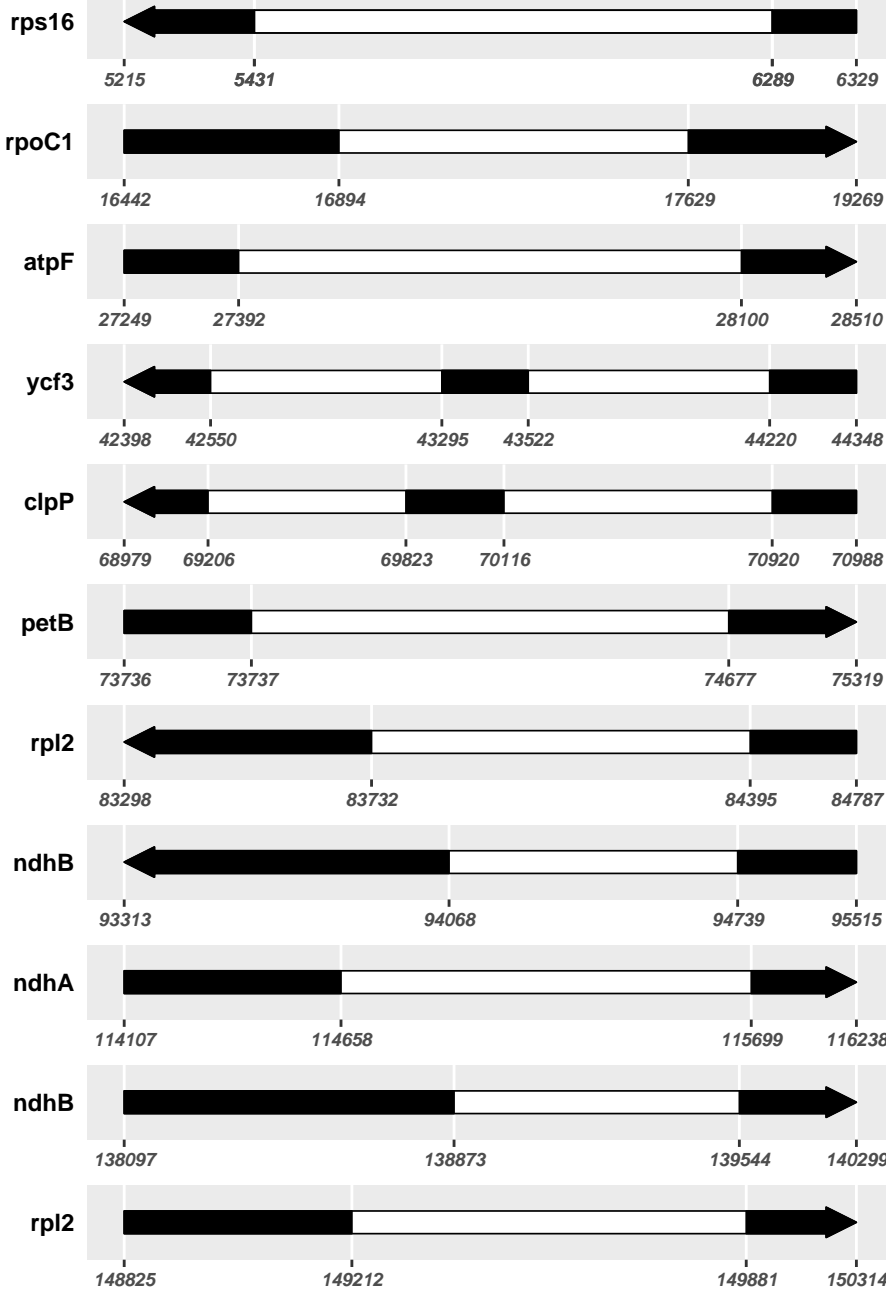 rps16
5215 5431 6289 6329
rpoC1
16442 16894 17629 19269
atpF
27249 27392 28100 28510
ycf3
42398 42550 43295 43522 44220 44348
clpP
68979 69206 69823 70116 70920 70988
petB
73736 73737 74677 75319
rpl2
83298 83732 84395 84787
ndhB
93313 94068 94739 95515
ndhA
114107 114658 115699 116238
ndhB
138097 138873 139544 140299
rpl2
148825 149212 149881 150314